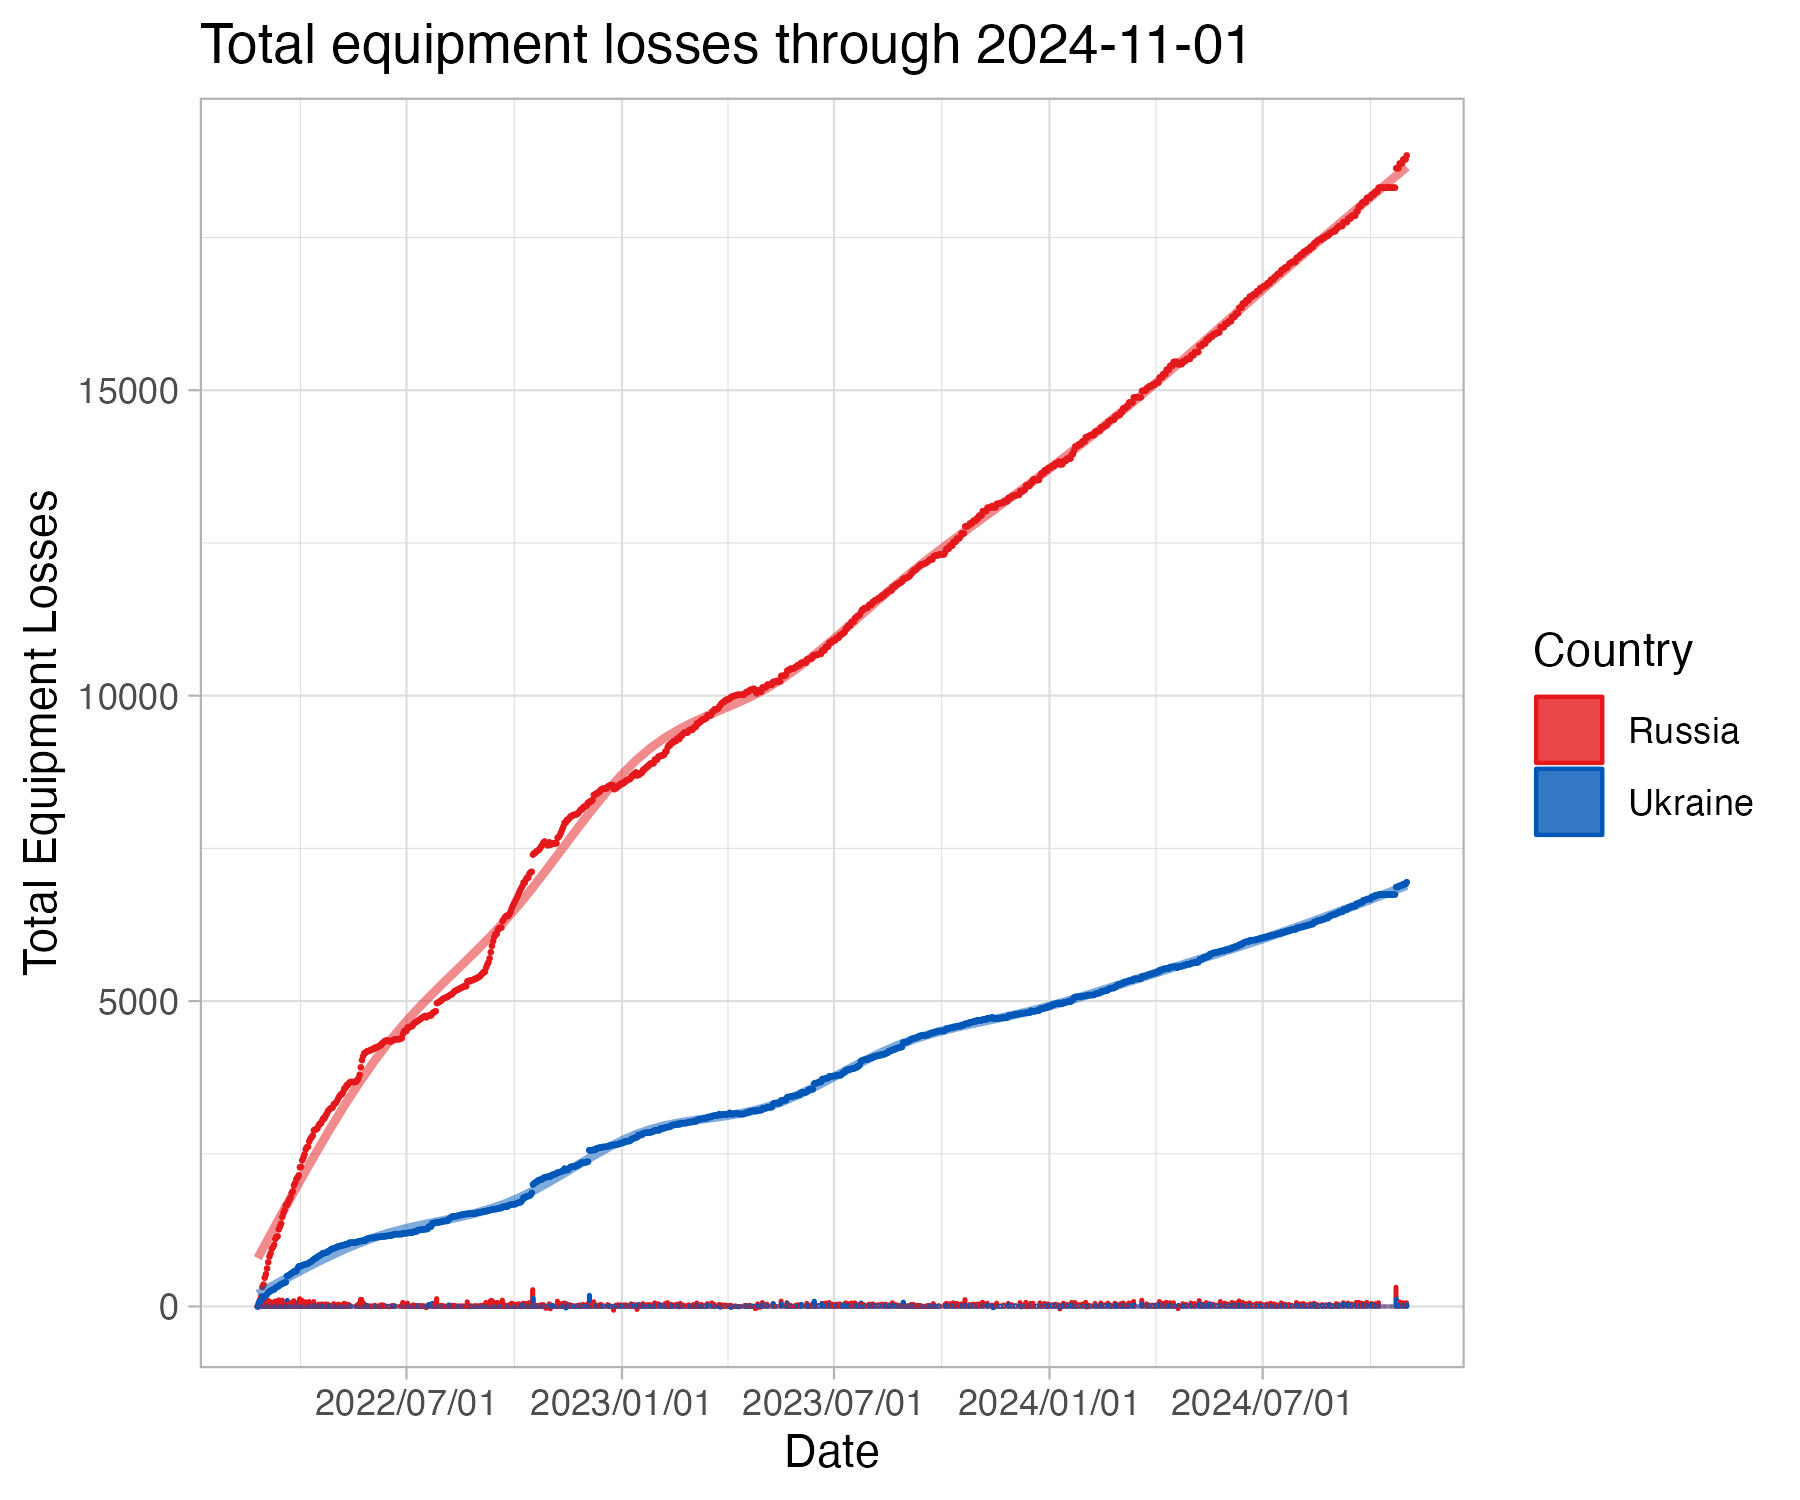 Total equipment losses through 2024-11-01
Total Equipment Losses
15000
10000
5000
0
2022/07/01 2023/01/01 2023/07/01 2024/01/01 2024/07/01
Date
Country
Russia
Ukraine